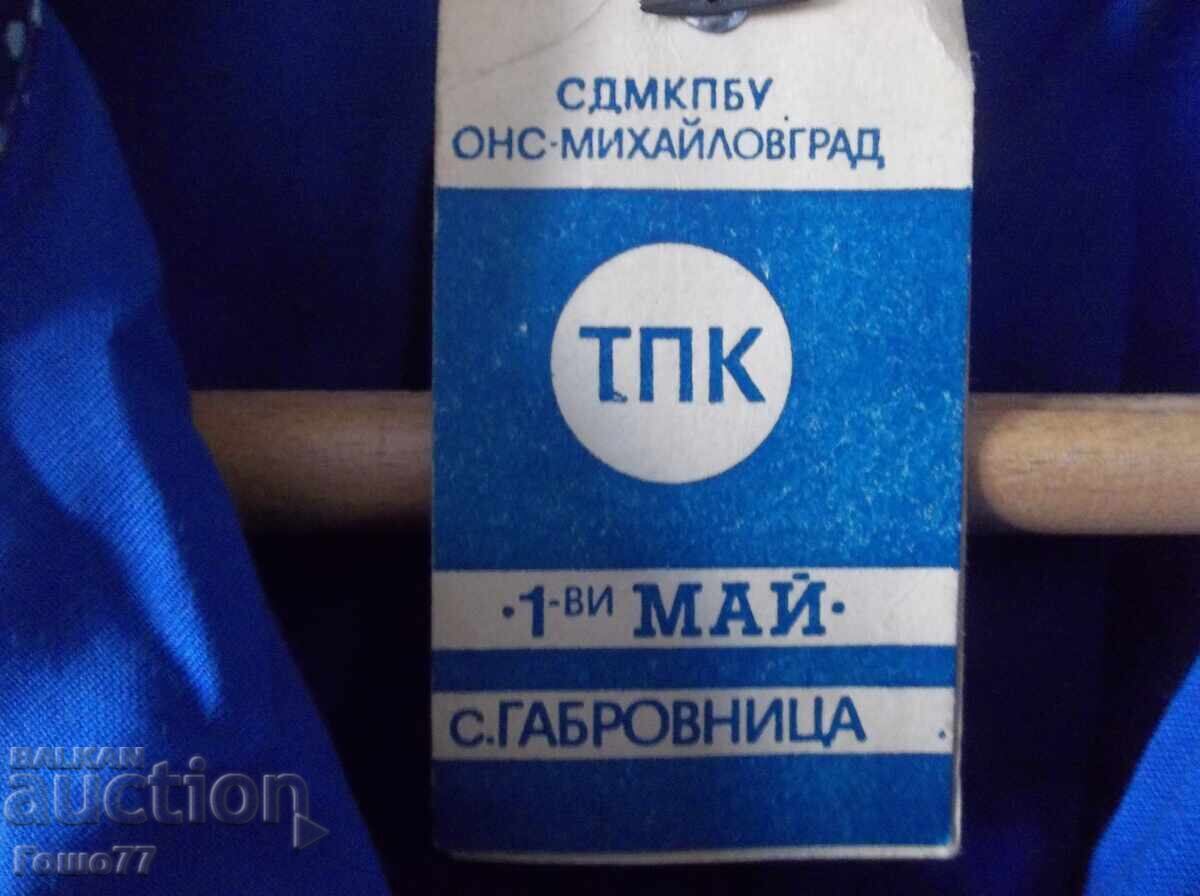 СДМКПБУ
ОНС-МИХАЙЛОВГРАД
ТПК
·1-ВИ МАЙ·
С.ГАБРОВНИЦА
BALKAN
auction
Гошо77